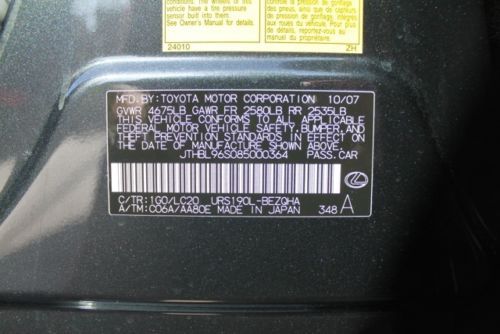 vehicle have a tire pressure
sensor built-in radiator.
See Owner's Manual for details.
24010
ZH
MFD. BY: TOYOTA MOTOR CORPORATION 10/07
GVWR 4675LB GAWR FR 2580LB RR 2535LB
THIS VEHICLE CONFORMS TO ALL APPLICABLE
FEDERAL MOTOR VEHICLE SAFETY, BUMPER, AND
THEFT PREVENTION STANDARDS IN EFFECT ON
THE DATE OF MANUFACTURE SHOWN ABOVE.
JTHBL96S085000364 PASS.CAR
C/TR:1G0/LC20 URS190L-BEZQHA
A/TM:C06A/AA80E MADE IN JAPAN 348 A